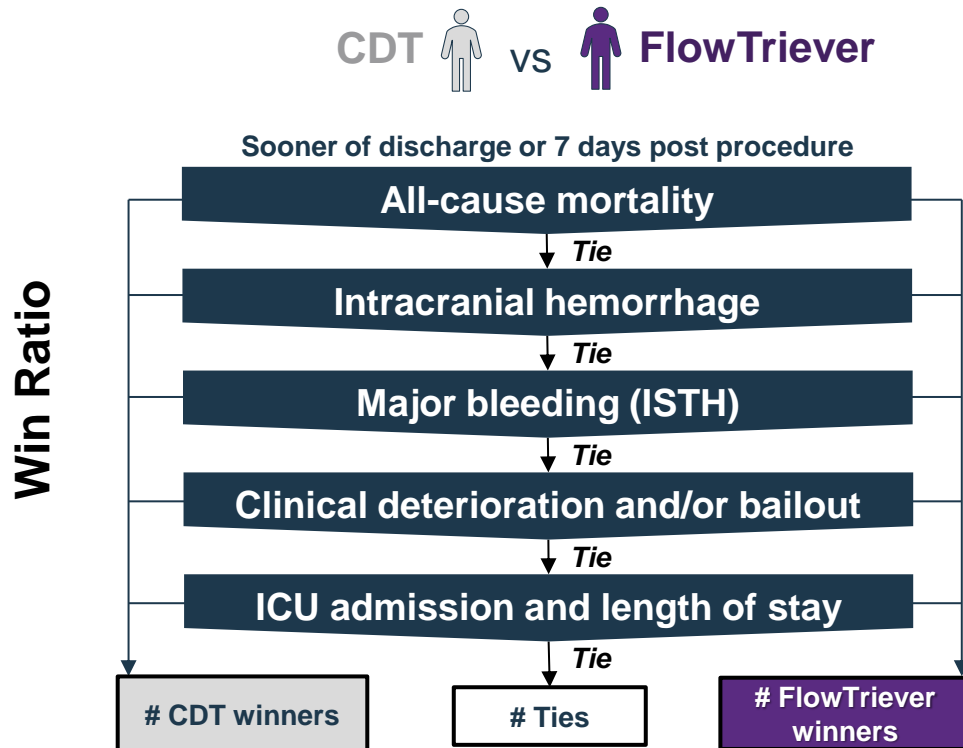 CDT vs FlowTriever
Sooner of discharge or 7 days post procedure
All-cause mortality
Tie
Intracranial hemorrhage
Tie
Major bleeding (ISTH)
Tie
Clinical deterioration and/or bailout
Tie
ICU admission and length of stay
Tie
Win Ratio
# CDT winners
# Ties
# FlowTriever
winners